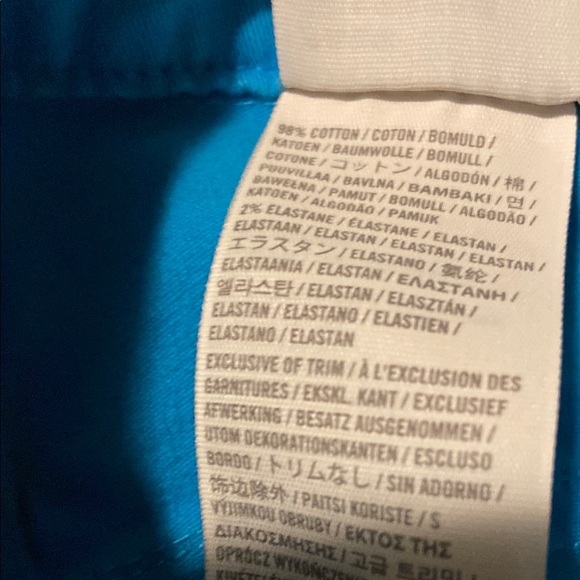 98% COTTON / COTON / BOMULD /
KATOEN / BAUMWOLLE / BOMULL /
COTONE / コットン / ALGODÓN / 棉 /
PUUVILLAA / BAVLNA / BAMBAKI / 면 /
BAWEŁNA / PAMUT / BOMULL / ALGODÃO /
KATOEN / ALGODÃO / PAMUK
2% ELASTANE / ÉLASTANE / ELASTAN /
ELASTAAN / ELASTAN / ELASTAN / ELASTAN /
エラスタン / ELASTANO / 氨纶 /
ELASTAANIA / ELASTAN / ΕΛΑΣΤΑΝΗ /
엘라스탄 / ELASTAN / ELASZTÁN /
ELASTAN / ELASTANO / ELASTIEN /
ELASTANO / ELASTAN
EXCLUSIVE OF TRIM / À L'EXCLUSION DES
GARNITURES / EKSKL. KANT / EXCLUSIEF
AFWERKING / BESATZ AUSGENOMMEN /
UTOM DEKORATIONSKANTEN / ESCLUSO
BORDO / トリムなし / SIN ADORNO /
饰边除外 / PAITSI KORISTE / S
VÝJIMKOU OBRUBY / ΕΚΤΟΣ ΤΗΣ
ΔΙΑΚΟΣΜΗΣΗΣ / 고급 트리밍
OPRÓCZ WYKOŃCZENIA